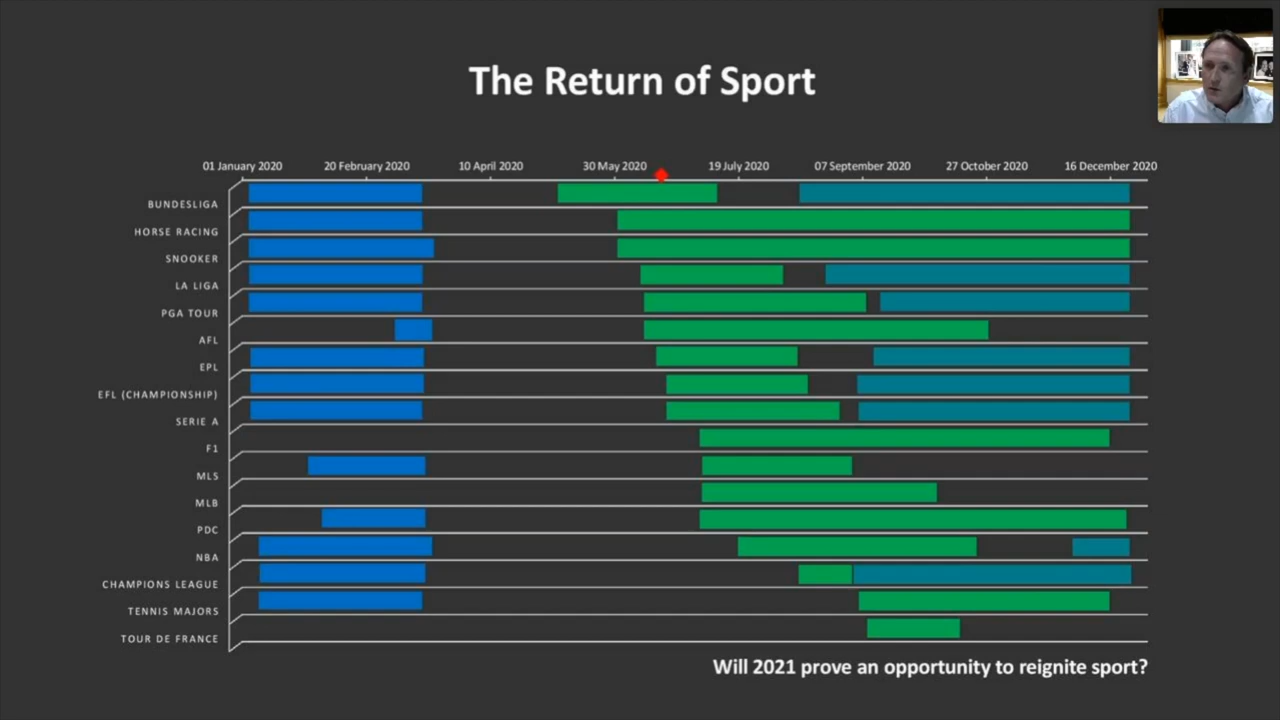 The Return of Sport
01 January 2020 20 February 2020 10 April 2020 30 May 2020 19 July 2020 07 September 2020 27 October 2020 16 December 2020
BUNDESLIGA
HORSE RACING
SNOOKER
LA LIGA
PGA TOUR
AFL
EPL
EFL (CHAMPIONSHIP)
SERIE A
F1
MLS
MLB
PDC
NBA
CHAMPIONS LEAGUE
TENNIS MAJORS
TOUR DE FRANCE
Will 2021 prove an opportunity to reignite sport?